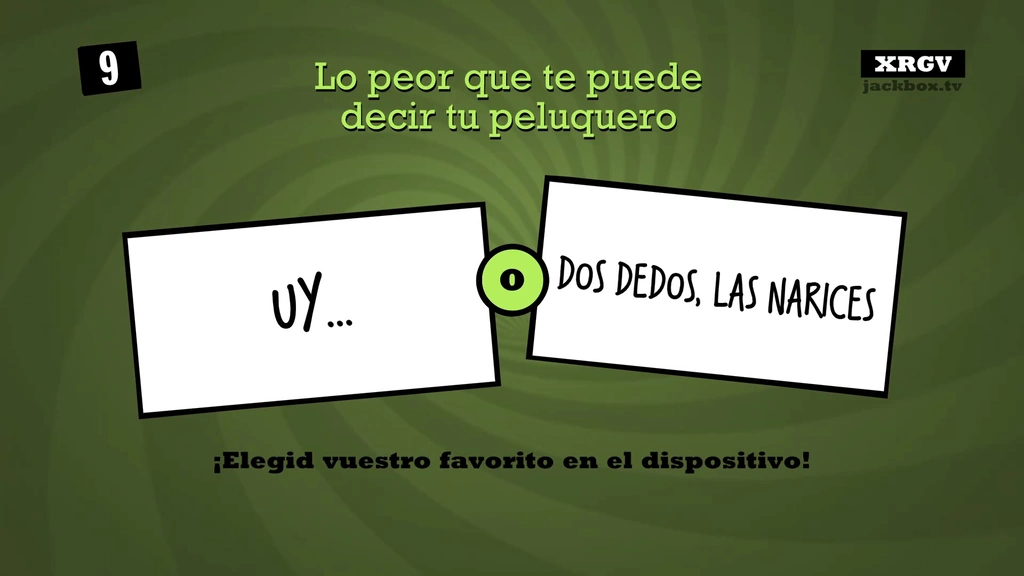 9
XRGV
jackbox.tv
Lo peor que te puede
decir tu peluquero
UY...
O
DOS DEDOS, LAS NARICES
¡Elegid vuestro favorito en el dispositivo!